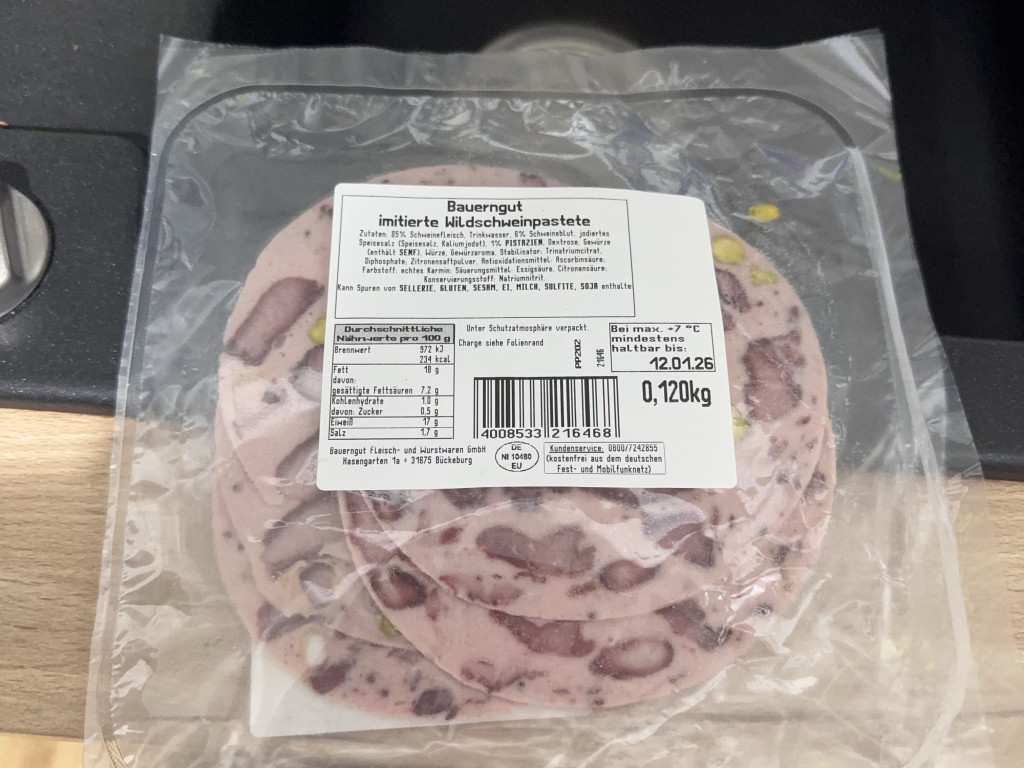 Bauerngut
imitierte Wildschweinpastete
Zutaten: 85% Schweinefleisch, Trinkwasser, 6% Schweineblut, jodiertes
Speisesalz (Speisesalz, Kaliumjodat), 1% PISTAZIEN, Dextrose, Gewürze
(enthält SENF), Würze, Gewürzaroma, Stabilisator: Trinatriumcitrat,
Diphosphate; Zitronensaftpulver, Antioxidationsmittel: Ascorbinsäure;
Farbstoff: echtes Karmin; Säuerungsmittel: Essigsäure, Citronensäure;
Konservierungsstoff: Natriumnitrit.
Kann Spuren von SELLERIE, GLUTEN, SESAM, EI, MILCH, SULFITE, SOJA enthalten
Durchschnittliche
Nährwerte pro 100 g
Brennwert 972 kJ
234 kcal
Fett 18 g
davon:
gesättigte Fettsäuren 7,2 g
Kohlenhydrate 1,0 g
davon: Zucker 0,5 g
Eiweiß 17 g
Salz 1,7 g
Unter Schutzatmosphäre verpackt.
Charge siehe Folienrand
PP202
21646
Bei max. +7 °C
mindestens
haltbar bis:
12.01.26
0,120kg
4008533 216468
Bauerngut Fleisch- und Wurstwaren GmbH
Hasengarten 1a • 31675 Bückeburg
DE
NI 10480
EU
Kundenservice: 0800/7242855
(kostenfrei aus dem deutschen
Fest- und Mobilfunknetz)